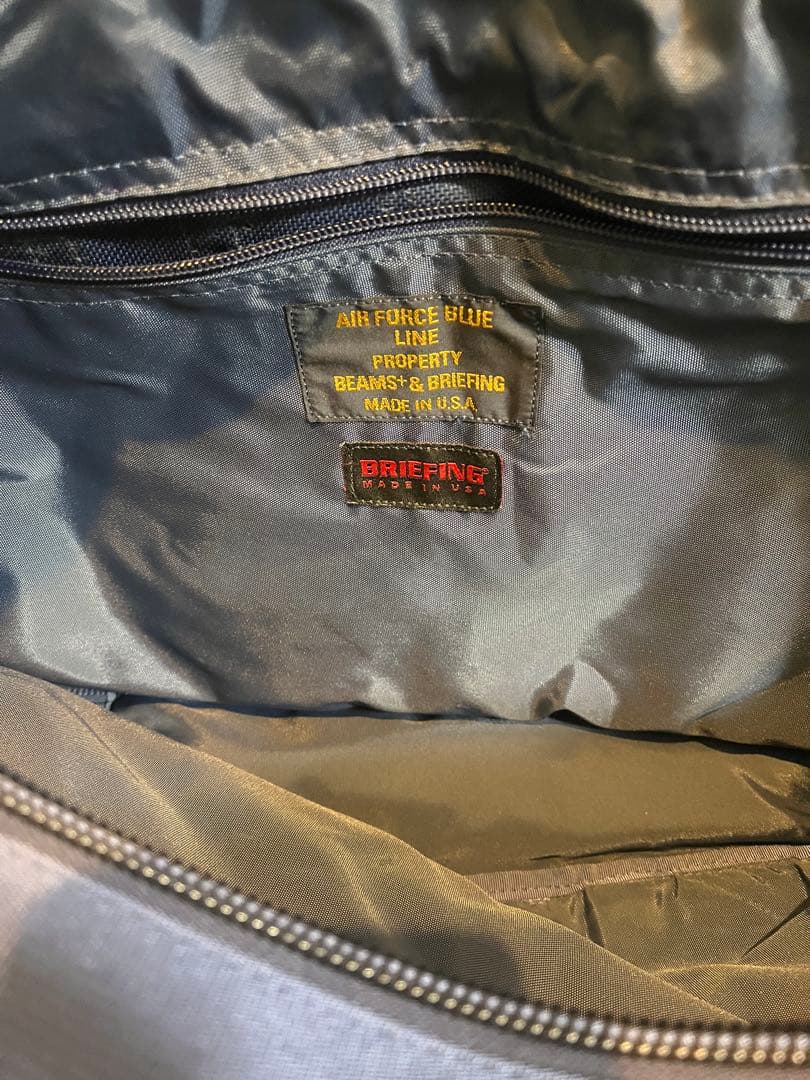 AIR FORCE BLUE
LINE
PROPERTY
BEAMS+ & BRIEFING
MADE IN U.S.A
BRIEFING®
MADE IN USA